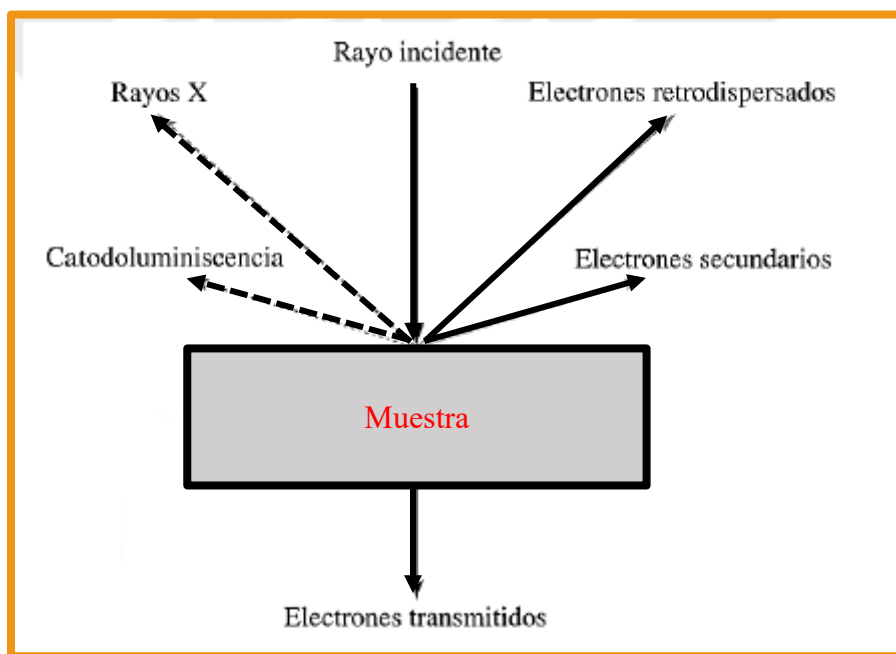 Rayo incidente
Rayos X
Electrones retrodispersados
Catodoluminiscencia
Electrones secundarios
Muestra
Electrones transmitidos